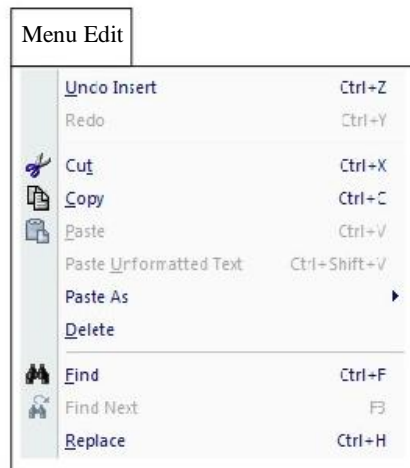 Menu Edit
Undo Insert Ctrl+Z
Redo Ctrl+Y
Cut Ctrl+X
Copy Ctrl+C
Paste Ctrl+V
Paste Unformatted Text Ctrl+Shift+V
Paste As
Delete
Find Ctrl+F
Find Next F3
Replace Ctrl+H